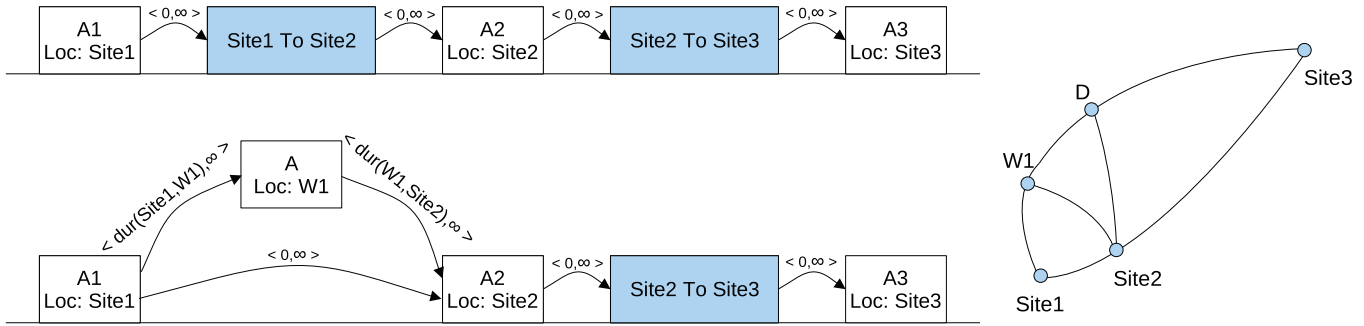 < 0,∞ >
< 0,∞ >
< 0,∞ >
< 0,∞ >
A1
Loc: Site1
Site1 To Site2
A2
Loc: Site2
Site2 To Site3
A3
Loc: Site3
< dur(Site1,W1),∞ >
A
Loc: W1
< dur(W1,Site2),∞ >
< 0,∞ >
< 0,∞ >
< 0,∞ >
A1
Loc: Site1
A2
Loc: Site2
Site2 To Site3
A3
Loc: Site3
Site3
D
W1
Site2
Site1